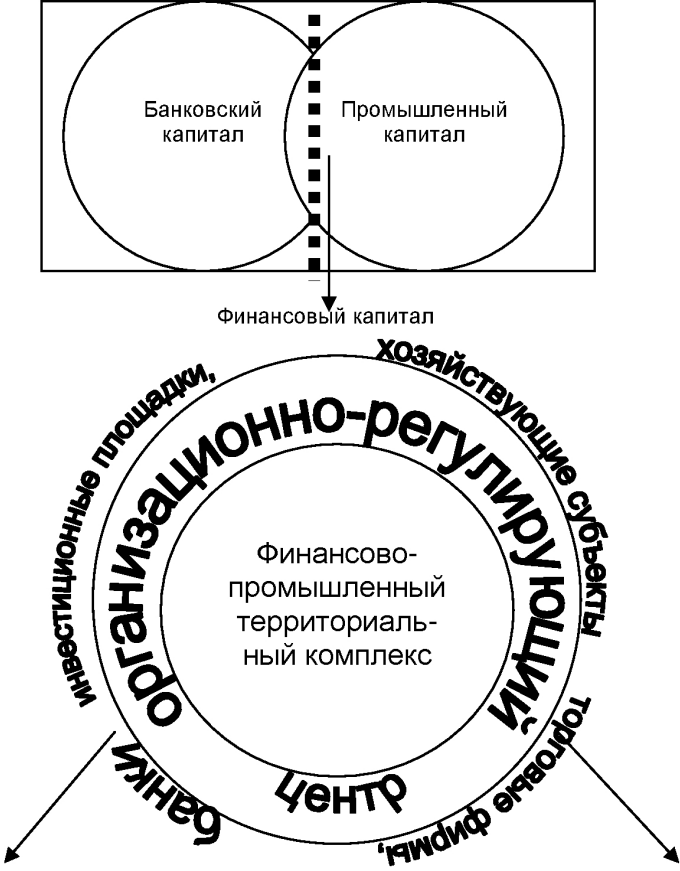 Банковский
капитал
Промышленный
капитал
Финансовый капитал
инвестиционные площадки,
хозяйствующие субъекты
торговые фирмы,
банки
организационно-регулирующий
центр
Финансово-
промышленный
территориаль-
ный комплекс